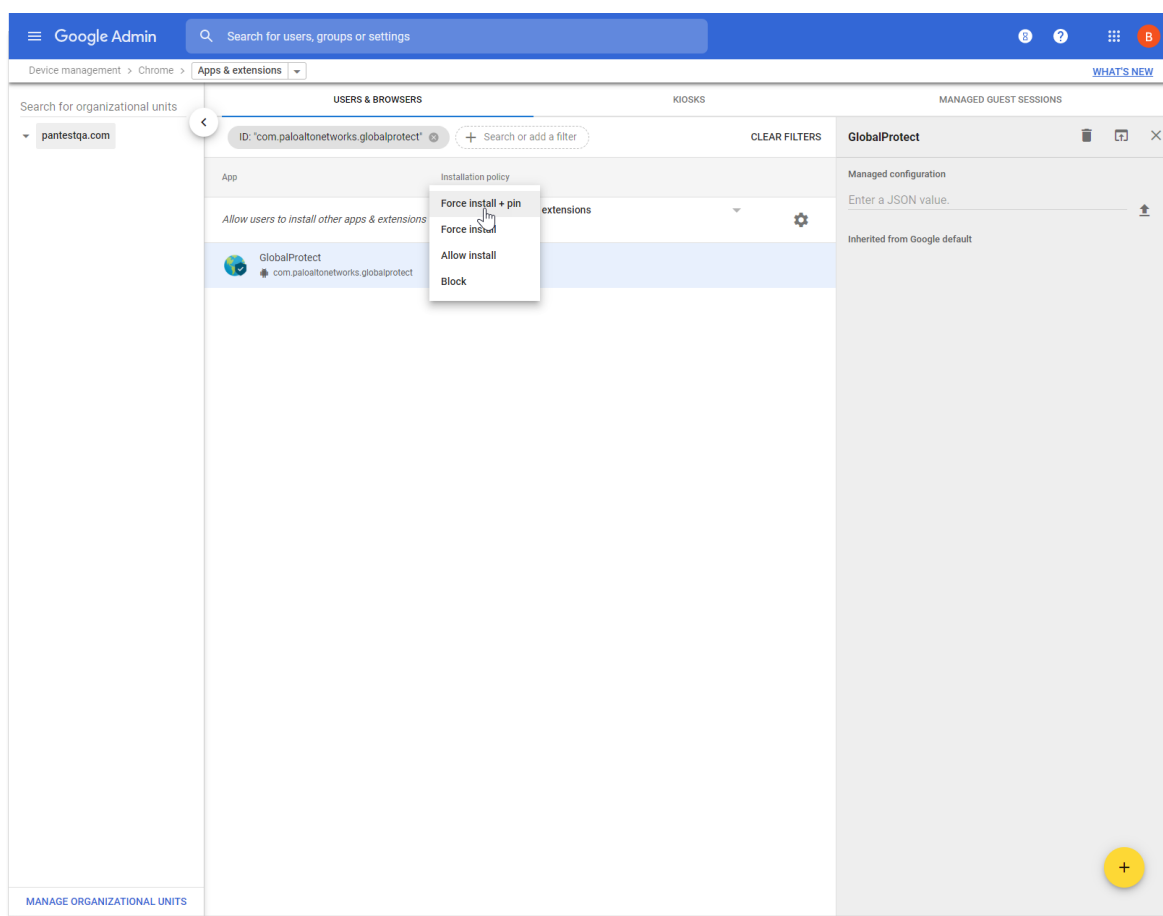 Google Admin
Search for users, groups or settings
8
?
B
Device management > Chrome > Apps & extensions
WHAT'S NEW
Search for organizational units
USERS & BROWSERS
KIOSKS
MANAGED GUEST SESSIONS
pantestqa.com
ID: "com.paloaltonetworks.globalprotect"
+ Search or add a filter
CLEAR FILTERS
GlobalProtect
App
Installation policy
Managed configuration
Force install + pin
Enter a JSON value.
Allow users to install other apps & extensions
extensions
Force install
Inherited from Google default
GlobalProtect
com.paloaltonetworks.globalprotect
Allow install
Block
+
MANAGE ORGANIZATIONAL UNITS